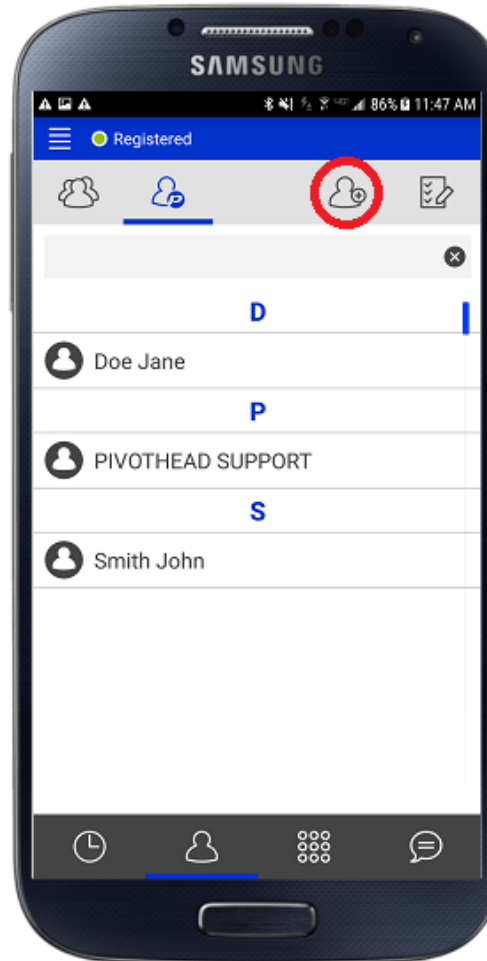 SAMSUNG
86% 11:47 AM
Registered
D
Doe Jane
P
PIVOTHEAD SUPPORT
S
Smith John